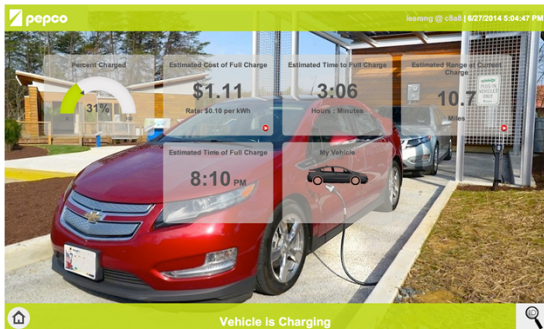 pepco
ieismng @ c8a8 | 6/27/2014 5:04:47 PM
Percent Charged
31%
Estimated Cost of Full Charge
$1.11
Rate: $0.10 per kWh
Estimated Time to Full Charge
3:06
Hours : Minutes
Estimated Range at Current
Charge
10.7
Miles
Estimated Time of Full Charge
8:10 PM
My Vehicle
Vehicle is Charging